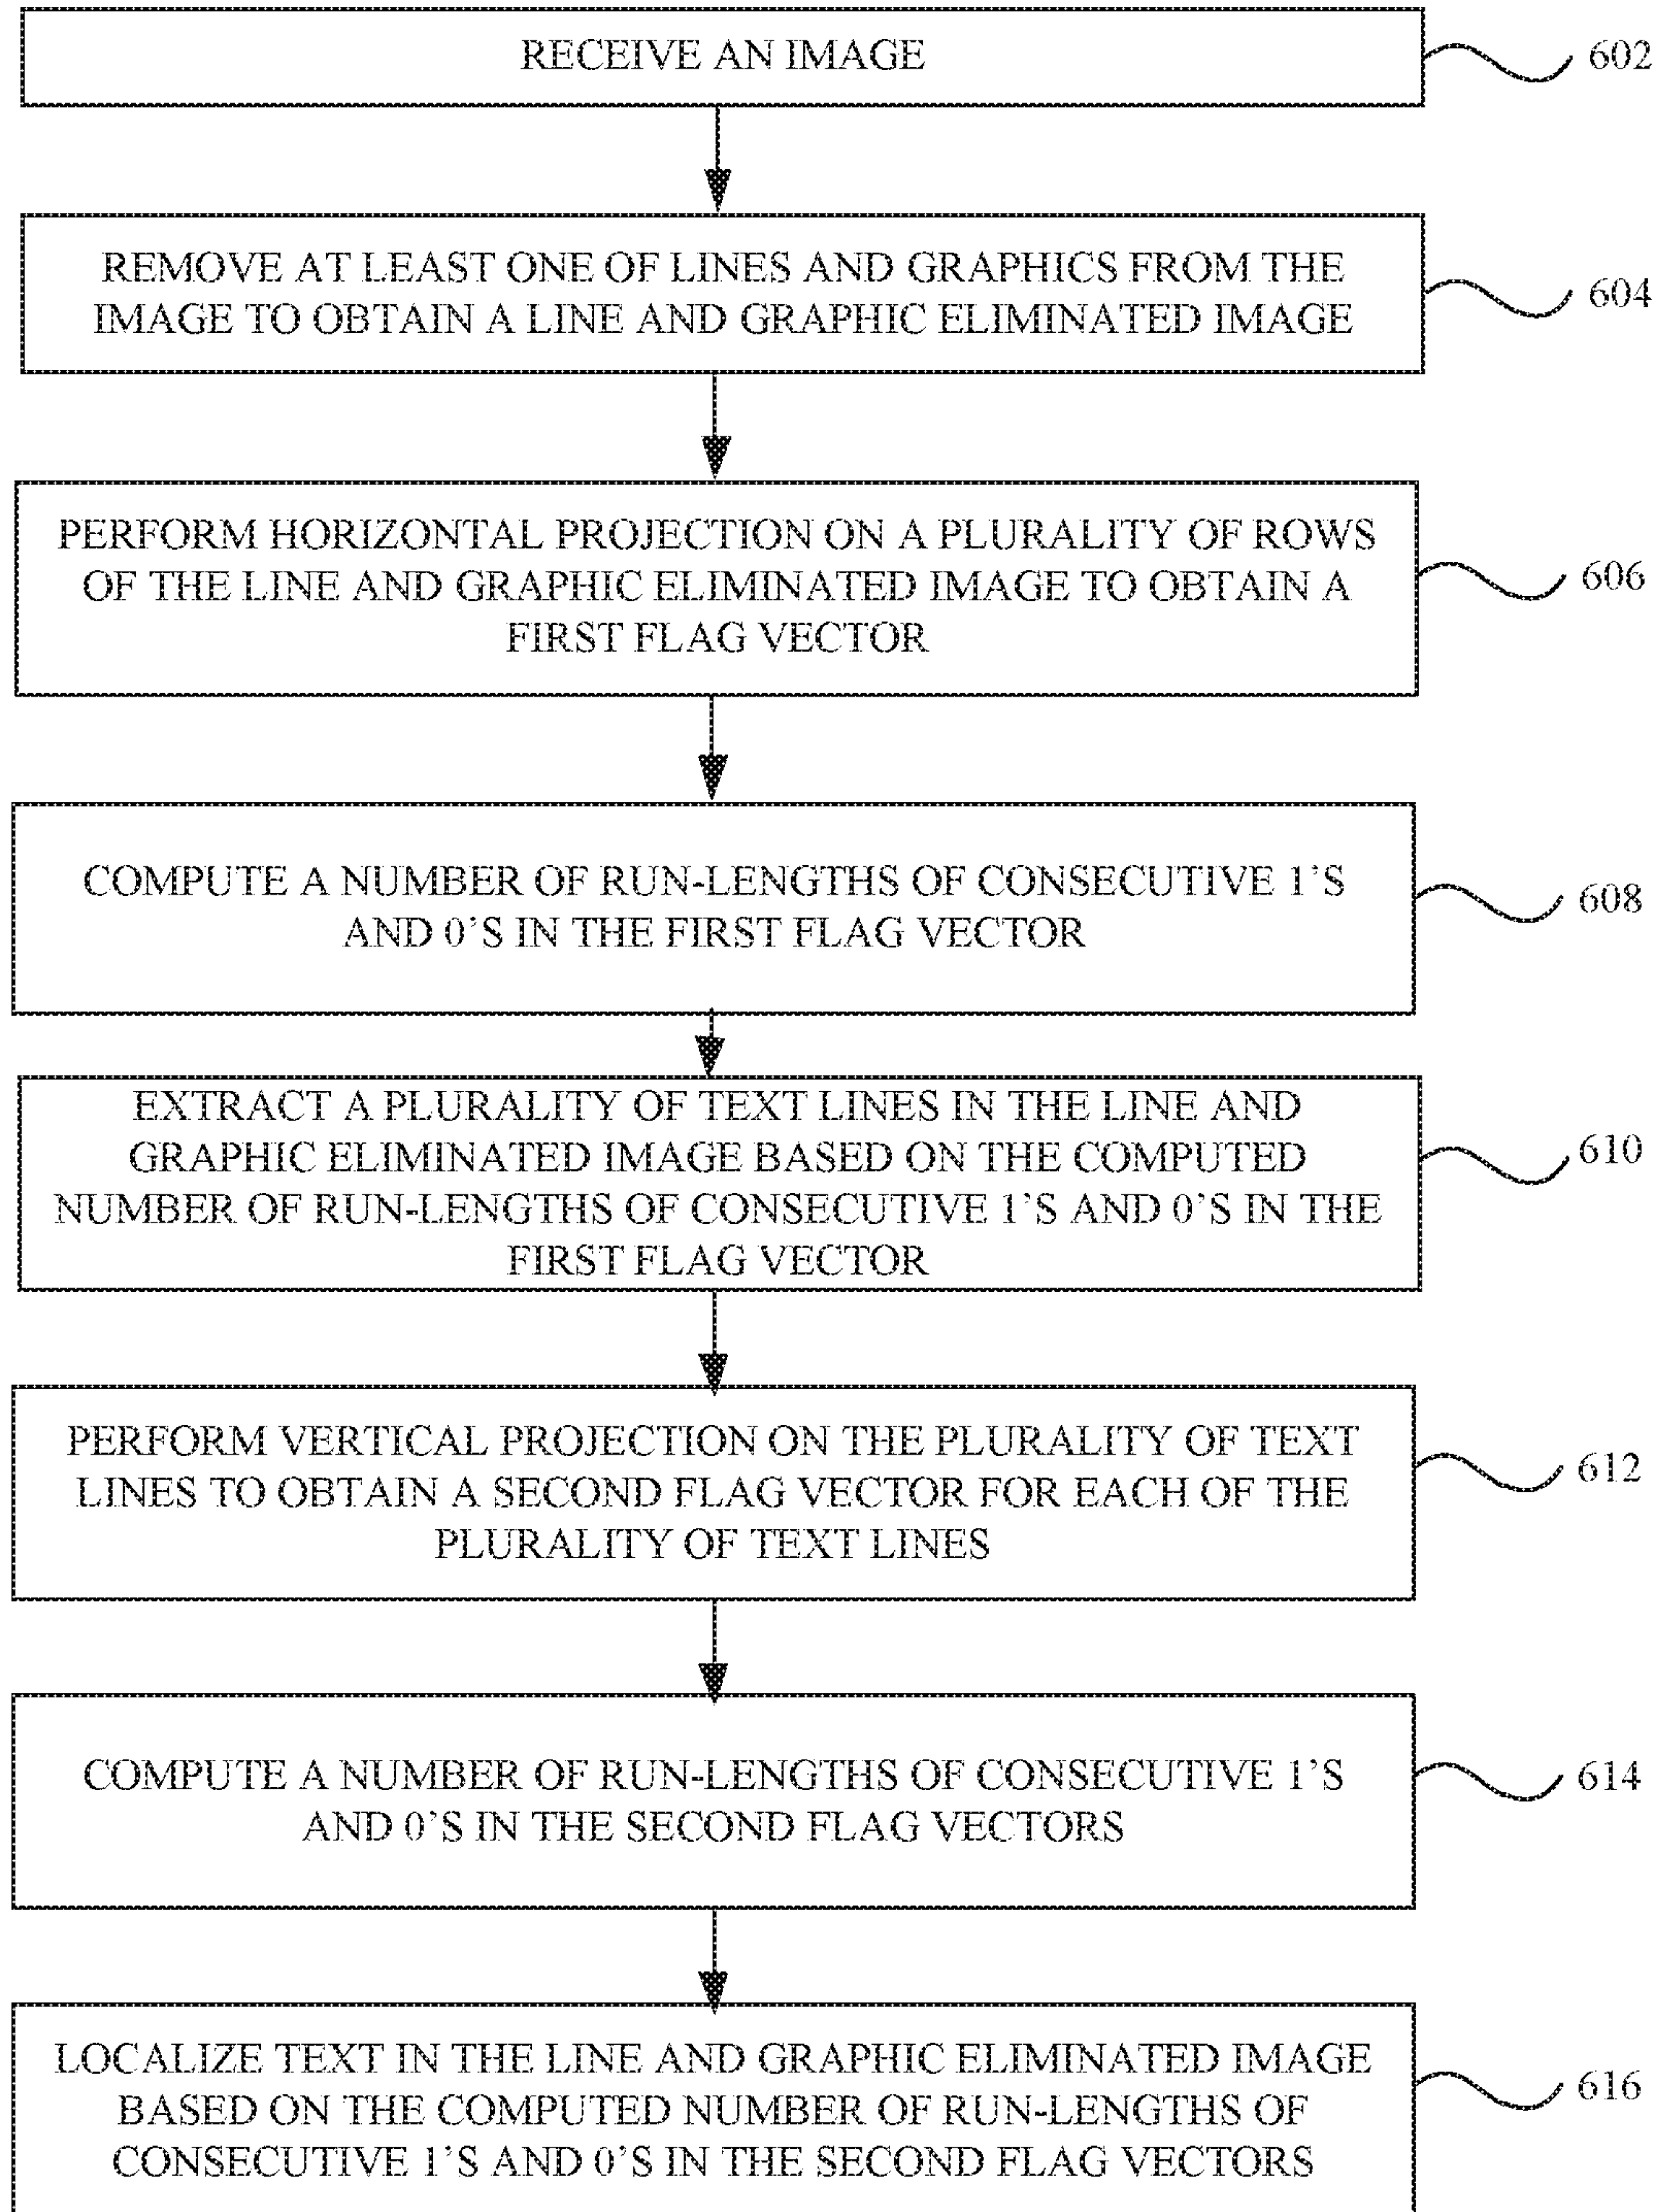 RECEIVE AN IMAGE
602
REMOVE AT LEAST ONE OF LINES AND GRAPHICS FROM THE
IMAGE TO OBTAIN A LINE AND GRAPHIC ELIMINATED IMAGE
604
PERFORM HORIZONTAL PROJECTION ON A PLURALITY OF ROWS
OF THE LINE AND GRAPHIC ELIMINATED IMAGE TO OBTAIN A
FIRST FLAG VECTOR
606
COMPUTE A NUMBER OF RUN-LENGTHS OF CONSECUTIVE 1'S
AND 0'S IN THE FIRST FLAG VECTOR
608
EXTRACT A PLURALITY OF TEXT LINES IN THE LINE AND
GRAPHIC ELIMINATED IMAGE BASED ON THE COMPUTED
NUMBER OF RUN-LENGTHS OF CONSECUTIVE 1'S AND 0'S IN THE
FIRST FLAG VECTOR
610
PERFORM VERTICAL PROJECTION ON THE PLURALITY OF TEXT
LINES TO OBTAIN A SECOND FLAG VECTOR FOR EACH OF THE
PLURALITY OF TEXT LINES
612
COMPUTE A NUMBER OF RUN-LENGTHS OF CONSECUTIVE 1'S
AND 0'S IN THE SECOND FLAG VECTORS
614
LOCALIZE TEXT IN THE LINE AND GRAPHIC ELIMINATED IMAGE
BASED ON THE COMPUTED NUMBER OF RUN-LENGTHS OF
CONSECUTIVE 1'S AND 0'S IN THE SECOND FLAG VECTORS
616